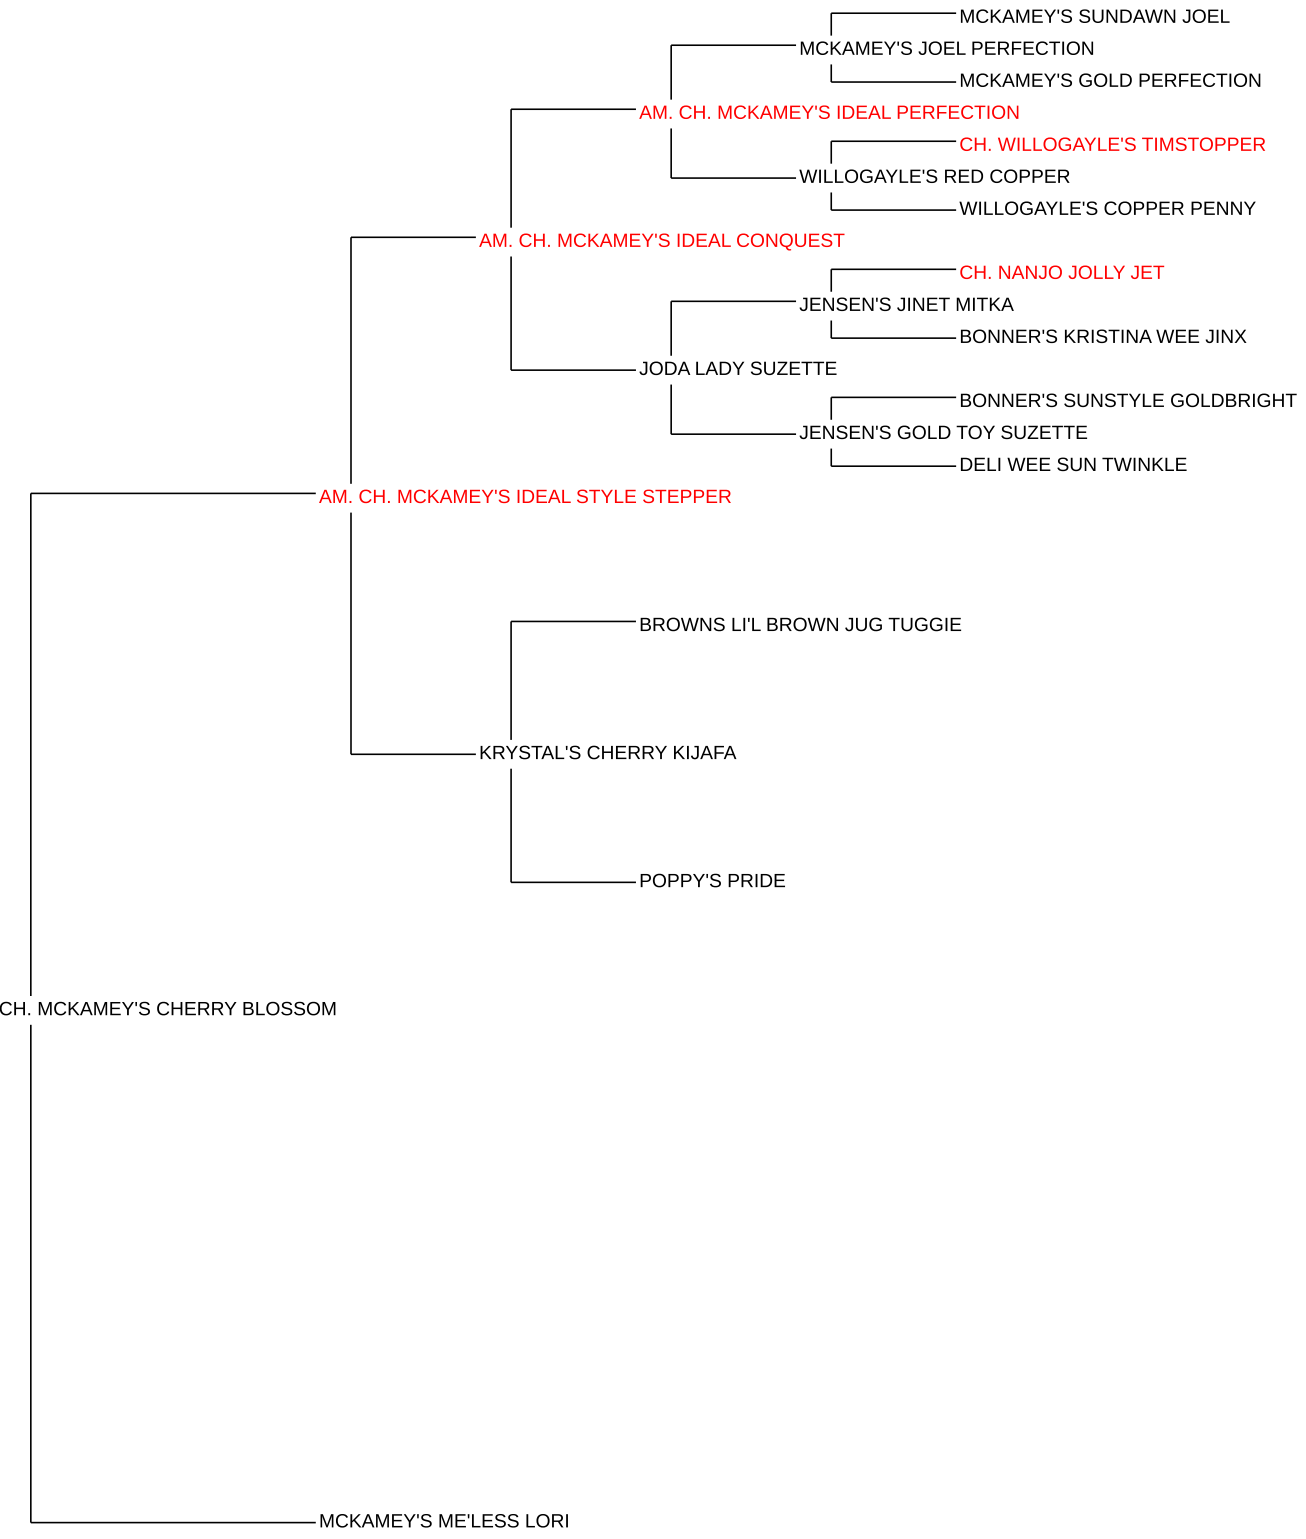 MCKAMEY'S SUNDAWN JOEL
MCKAMEY'S JOEL PERFECTION
MCKAMEY'S GOLD PERFECTION
AM. CH. MCKAMEY'S IDEAL PERFECTION
CH. WILLOGAYLE'S TIMSTOPPER
WILLOGAYLE'S RED COPPER
WILLOGAYLE'S COPPER PENNY
AM. CH. MCKAMEY'S IDEAL CONQUEST
CH. NANJO JOLLY JET
JENSEN'S JINET MITKA
BONNER'S KRISTINA WEE JINX
JODA LADY SUZETTE
BONNER'S SUNSTYLE GOLDBRIGHT
JENSEN'S GOLD TOY SUZETTE
DELI WEE SUN TWINKLE
AM. CH. MCKAMEY'S IDEAL STYLE STEPPER
BROWNS LI'L BROWN JUG TUGGIE
KRYSTAL'S CHERRY KIJAFA
POPPY'S PRIDE
CH. MCKAMEY'S CHERRY BLOSSOM
MCKAMEY'S ME'LESS LORI